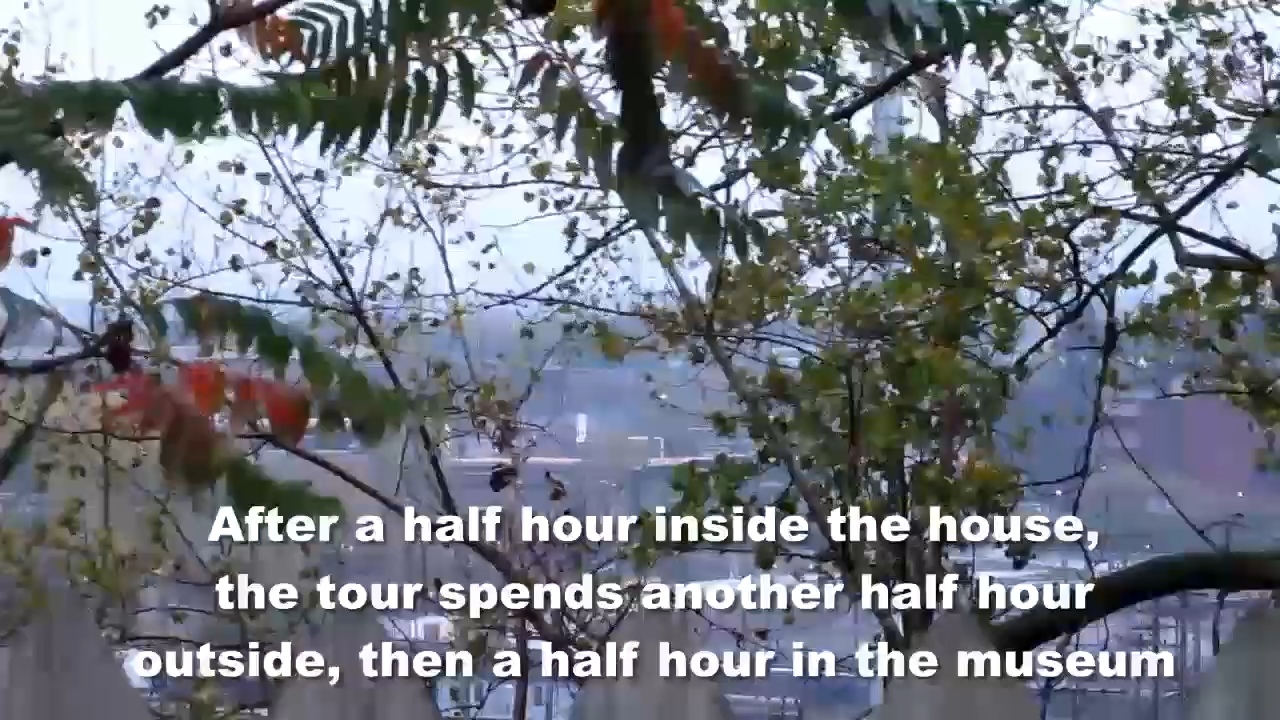 After a half hour inside the house,
the tour spends another half hour
outside, then a half hour in the museum